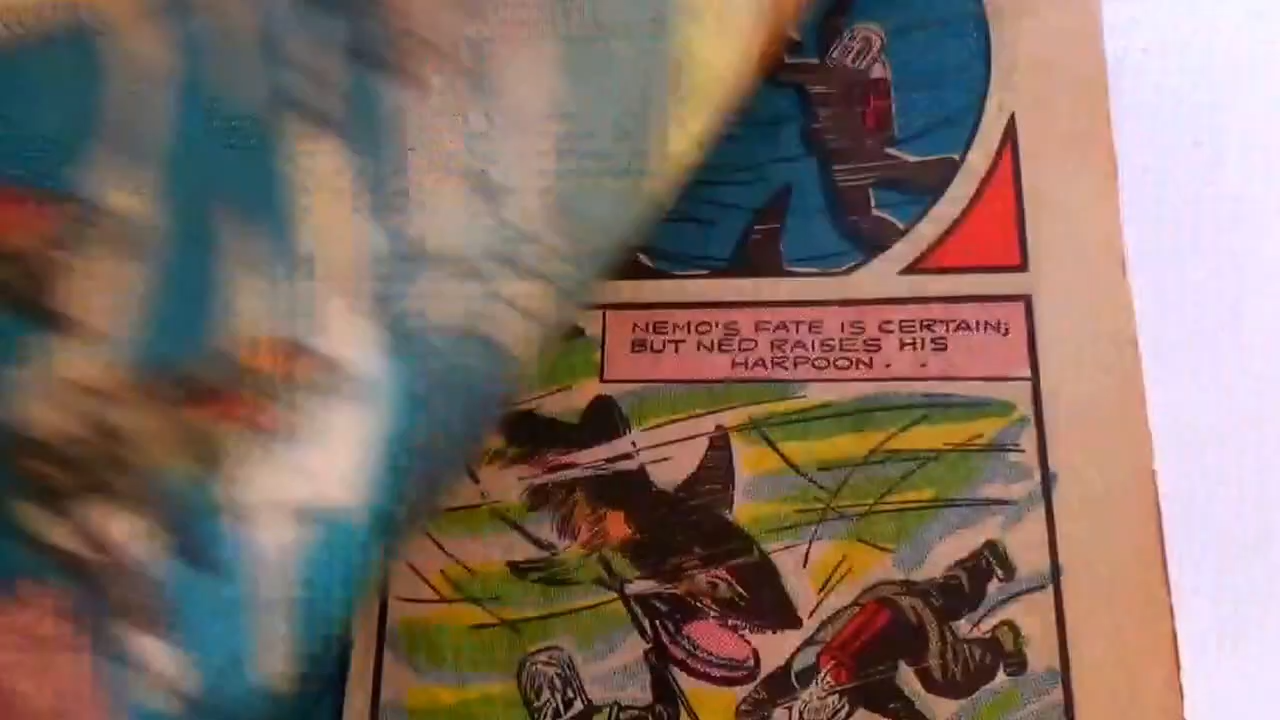 NEMO'S FATE IS CERTAIN;
BUT NED RAISES HIS
HARPOON . .